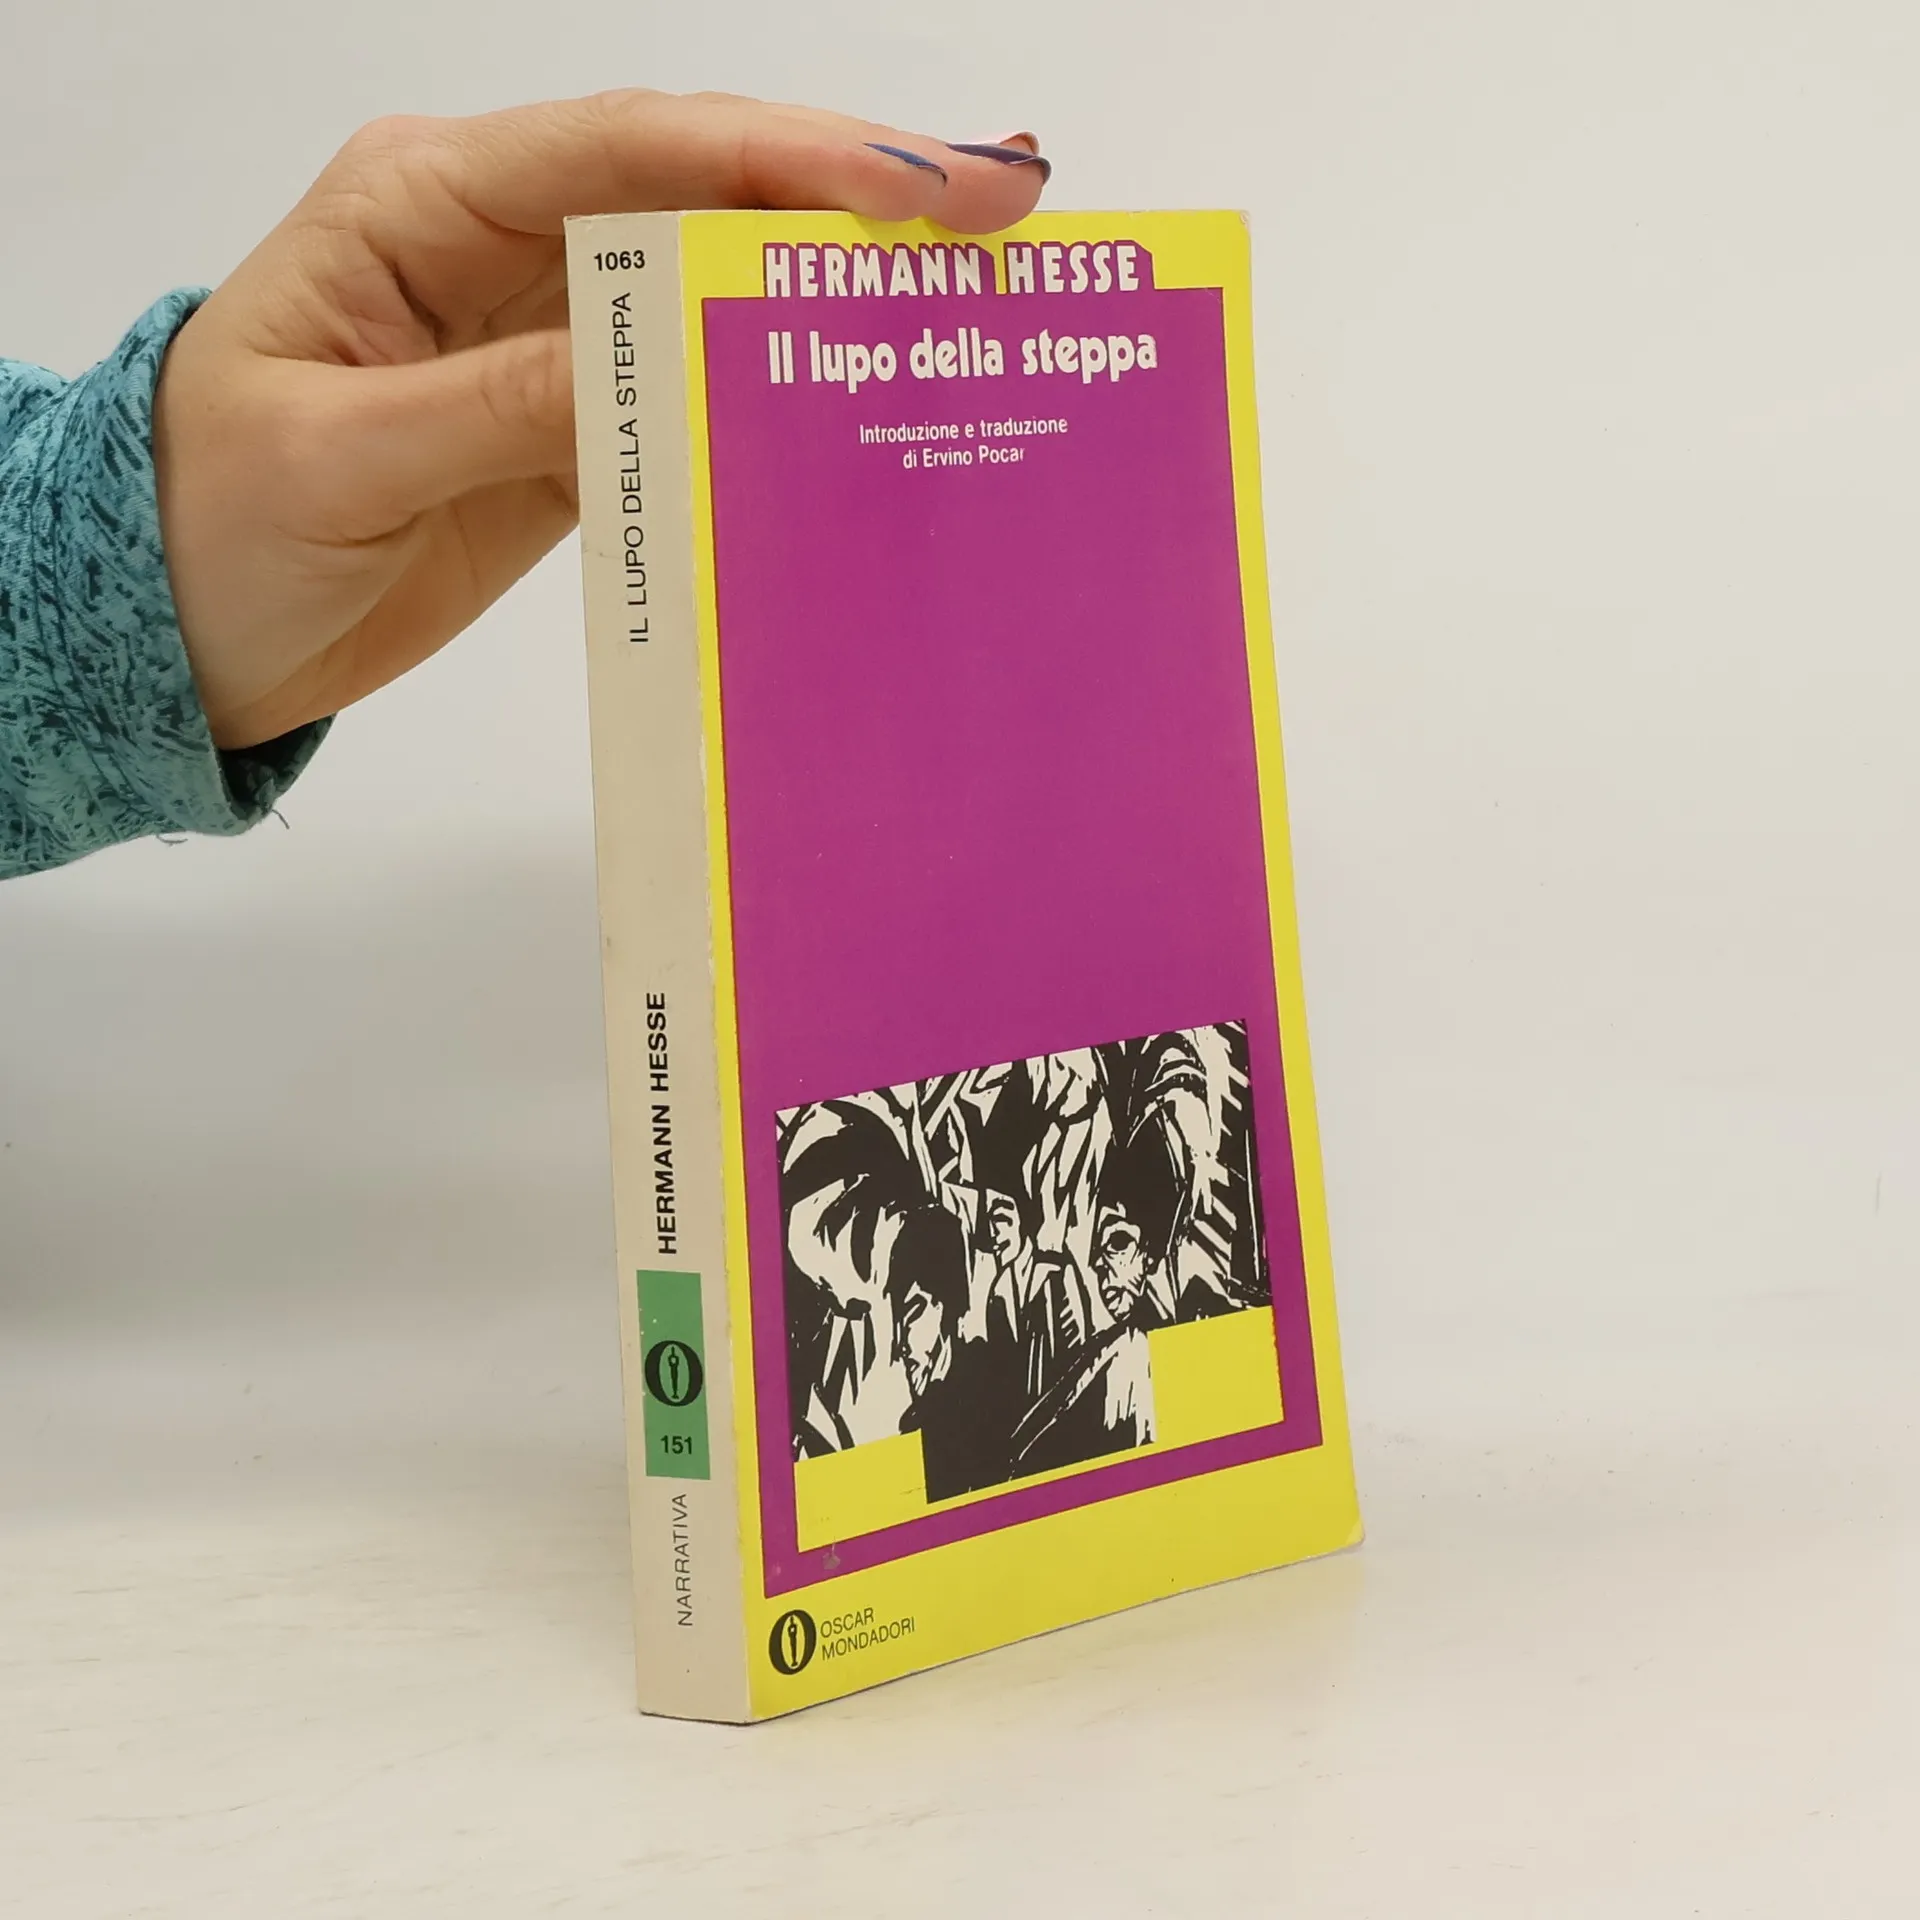 1063
IL LUPO DELLA STEPPA
HERMANN HESSE
151
NARRATIVA
HERMANN HESSE
Il lupo della steppa
Introduzione e traduzione
di Ervino Pocar
OSCAR
MONDADORI